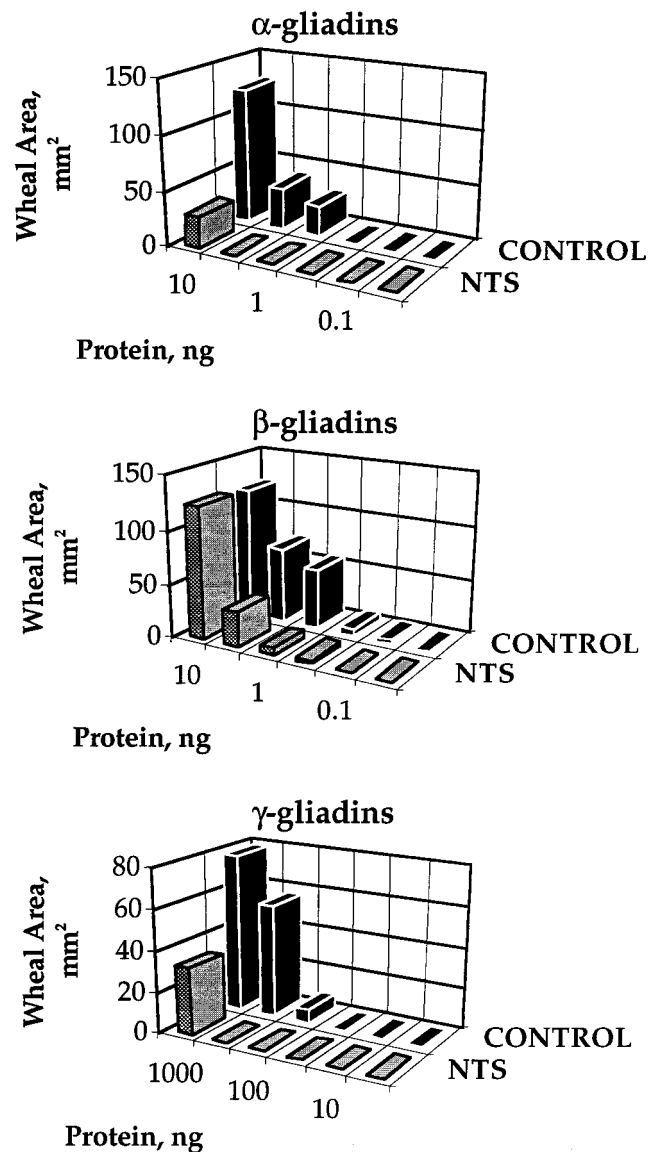 α-gliadins
150
100
50
0
Wheal Area,
mm²
10
1
0.1
Protein, ng
CONTROL
NTS
β-gliadins
150
100
50
0
Wheal Area,
mm²
10
1
0.1
Protein, ng
CONTROL
NTS
γ-gliadins
80
60
40
20
0
Wheal Area,
mm²
1000
100
10
Protein, ng
CONTROL
NTS